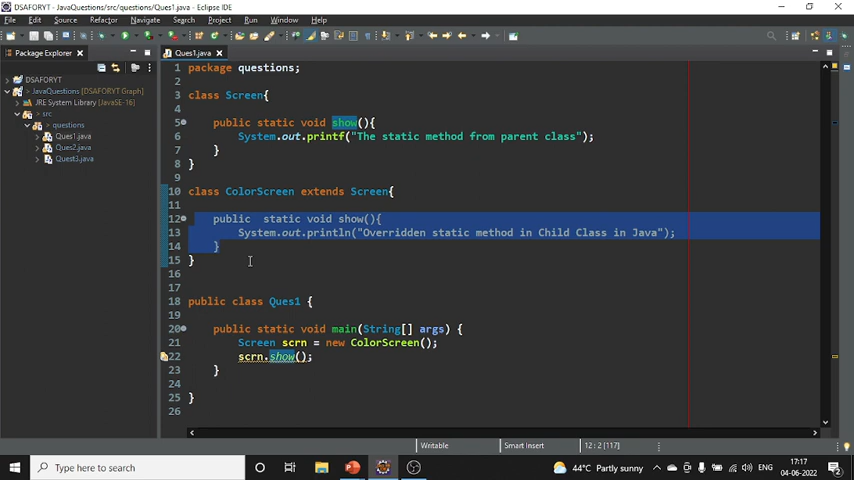 DSAFORYT - JavaQuestions/src/questions/Ques1.java - Eclipse IDE
File Edit Source Refactor Navigate Search Project Run Window Help
Package Explorer
DSAFORYT
JavaQuestions (DSAFORYT Graph)
JRE System Library [JavaSE-16]
src
questions
Ques1.java
Ques2.java
Quest3.java
Ques1.java
1 package questions;
2
3 class Screen{
4
5 public static void show(){
6 System.out.printf("The static method from parent class");
7 }
8 }
9
10 class ColorScreen extends Screen{
11
12 public  static void show(){
13 System.out.println("Overridden static method in Child Class in Java");
14 }
15 }
16
17
18 public class Ques1 {
19
20 public static void main(String[] args) {
21 Screen scrn = new ColorScreen();
22 scrn.show();
23 }
24
25 }
26
Writable Smart Insert 12 : 2 [117]
Type here to search
44°C Partly sunny
ENG
17:17
04-06-2022
2